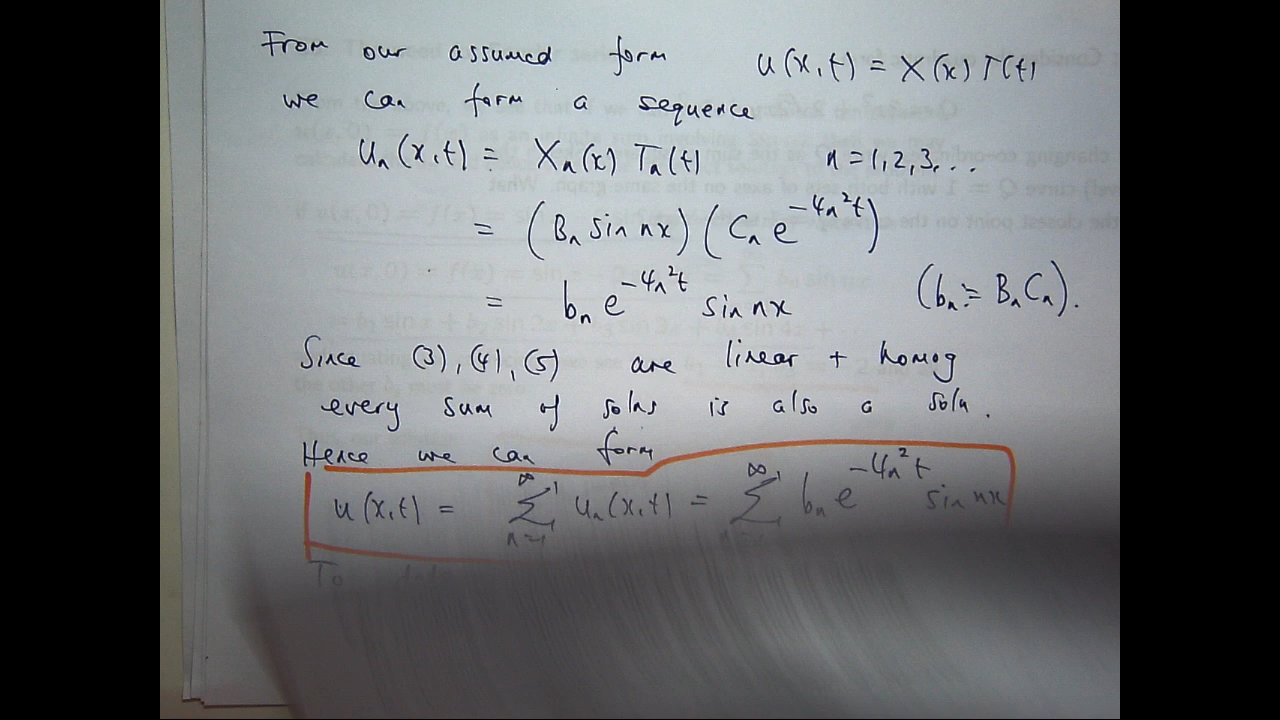 From our assumed form u(x,t) = X(x) T(t)
we can form a sequence
uₙ(x,t) = Xₙ(x) Tₙ(t) n = 1,2,3,...
= (Bₙ sin nx)(Cₙ e^{-4n²t})
= bₙ e^{-4n²t} sin nx (bₙ := BₙCₙ).
Since (3), (4), (5) are linear + homog
every sum of solns is also a soln.
Hence we can form
u(x,t) = ∑_{n=1}^{∞} uₙ(x,t) = ∑_{n=1}^{∞} bₙ e^{-4n²t} sin nx
To